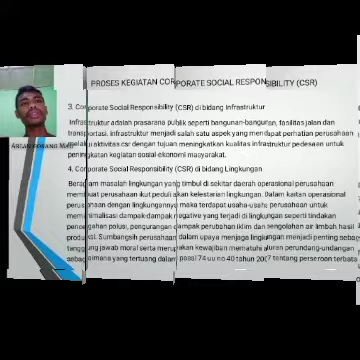 PROSES KEGIATAN CORPORATE SOCIAL RESPONSIBILITY (CSR)
3. Corporate Social Responsibility (CSR) di bidang Infrastruktur
Infrastruktur adalah prasarana publik seperti bangunan-bangunan, fasilitas jalan dan
transportasi. infrastruktur menjadi salah satu aspek yang mendapat perhatian perusahaan
melalui aktivitas csr dengan tujuan meningkatkan kualitas infrastruktur pedesaan untuk
peningkatan kegiatan sosial-ekonomi masyarakat.
4. Corporate Social Responsibility (CSR) di bidang Lingkungan
Beragam masalah lingkungan yang timbul di sektar daerah operasional perusahaan
membuat perusahaan ikut peduli akan kelestarian lingkungan. Dalam kaitan operasional
perusahaan dengan lingkungannya maka terdapat usaha-usaha perusahaan untuk
meminimalisasi dampak-dampak negative yang terjadi di lingkungan seperti tindakan
pencegahan polusi, pengurangan dampak perubahan iklim dan pengolahan air limbah hasil
produksi. Sumbangsih perusahaan dalam upaya menjaga lingkungan menjadi penting sebagai
tanggung jawab moral serta merupakan kewajiban mematuhi aturan perundang-undangan
sebagaimana yang tertuang dalam pasal 74 uu no 40 tahun 2007 tentang perseroan terbata